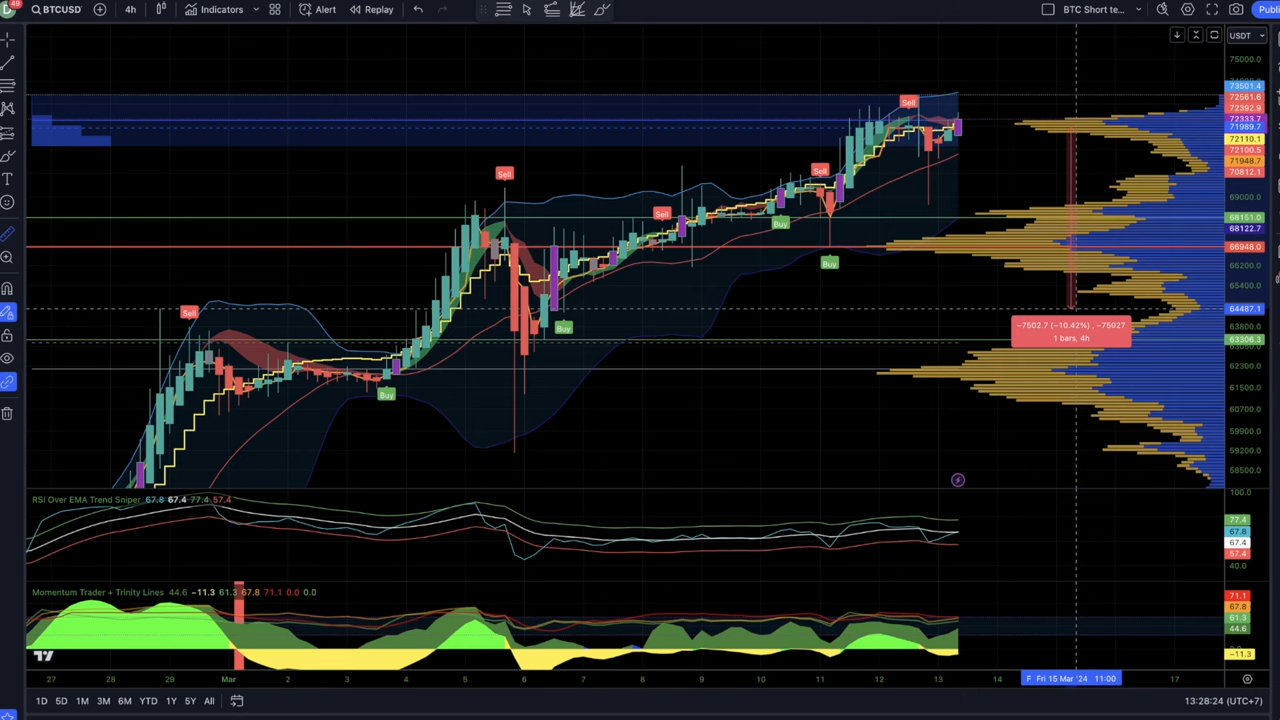 49
BTCUSD
4h
Indicators
Alert
Replay
BTC Short te...
Publi
USDT
75000.0
73501.4
72561.6
72392.9
72333.7
71989.7
72110.1
72100.5
71948.7
70812.1
69000.0
68151.0
68122.7
66948.0
66200.0
65400.0
64487.1
63800.0
63306.3
62300.0
61500.0
60700.0
59900.0
59200.0
58500.0
Sell
Sell
Sell
Sell
Sell
Buy
Buy
Buy
Buy
−7502.7 (−10.42%) , −75027
1 bars, 4h
RSI Over EMA Trend Sniper 67.8 67.4 77.4 57.4
100.0
77.4
67.8
67.4
57.4
40.0
Momentum Trader + Trinity Lines 44.6 −11.3 61.3 67.8 71.1 0.0 0.0
71.1
67.8
61.3
44.6
−11.3
27 28 29 Mar 2 3 4 5 6 7 8 9 10 11 12 13 14 F Fri 15 Mar '24 11:00 17
1D 5D 1M 3M 6M YTD 1Y 5Y All
13:28:24 (UTC+7)